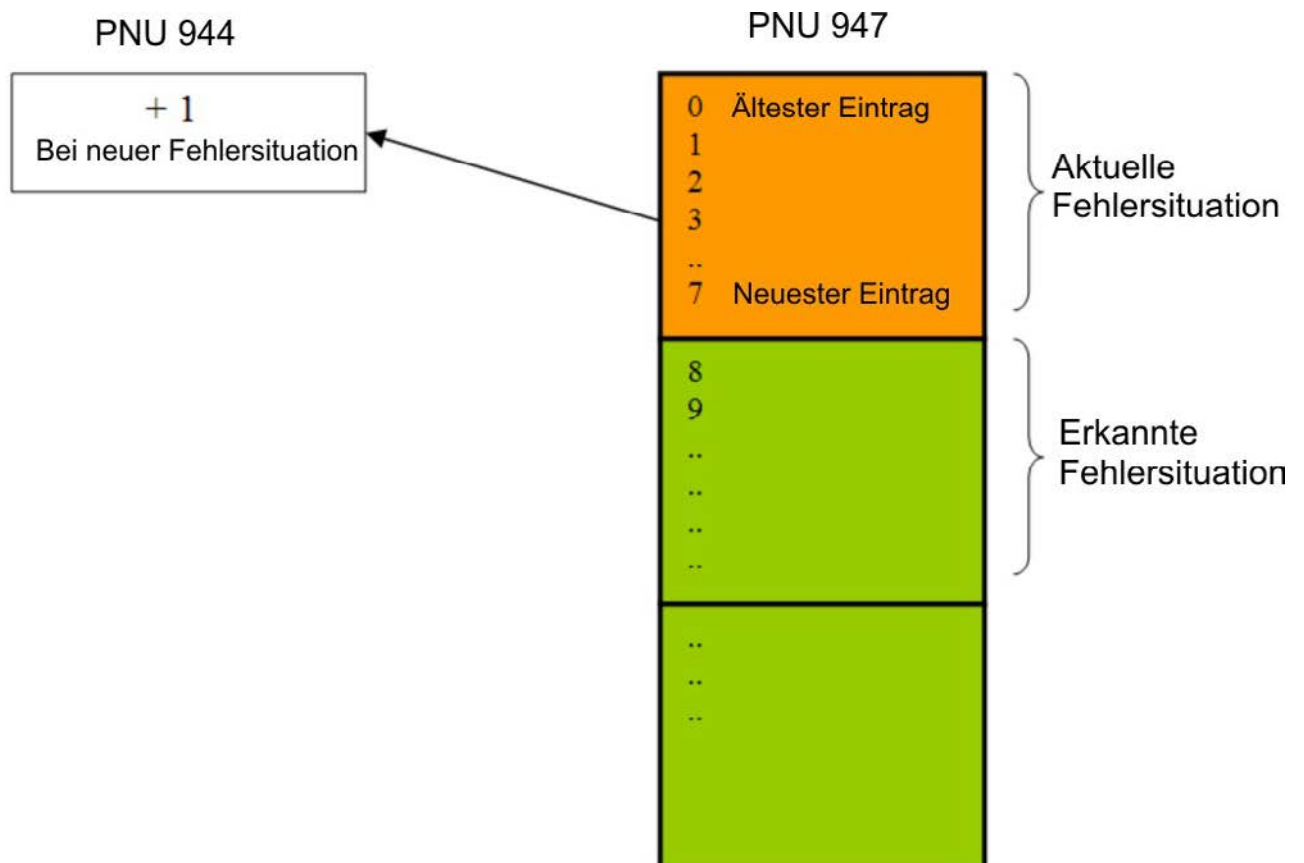 PNU 944
+ 1
Bei neuer Fehlersituation
PNU 947
0 Ältester Eintrag
1
2
3
..
7 Neuester Eintrag
Aktuelle
Fehlersituation
8
9
..
..
..
..
Erkannte
Fehlersituation
..
..
..